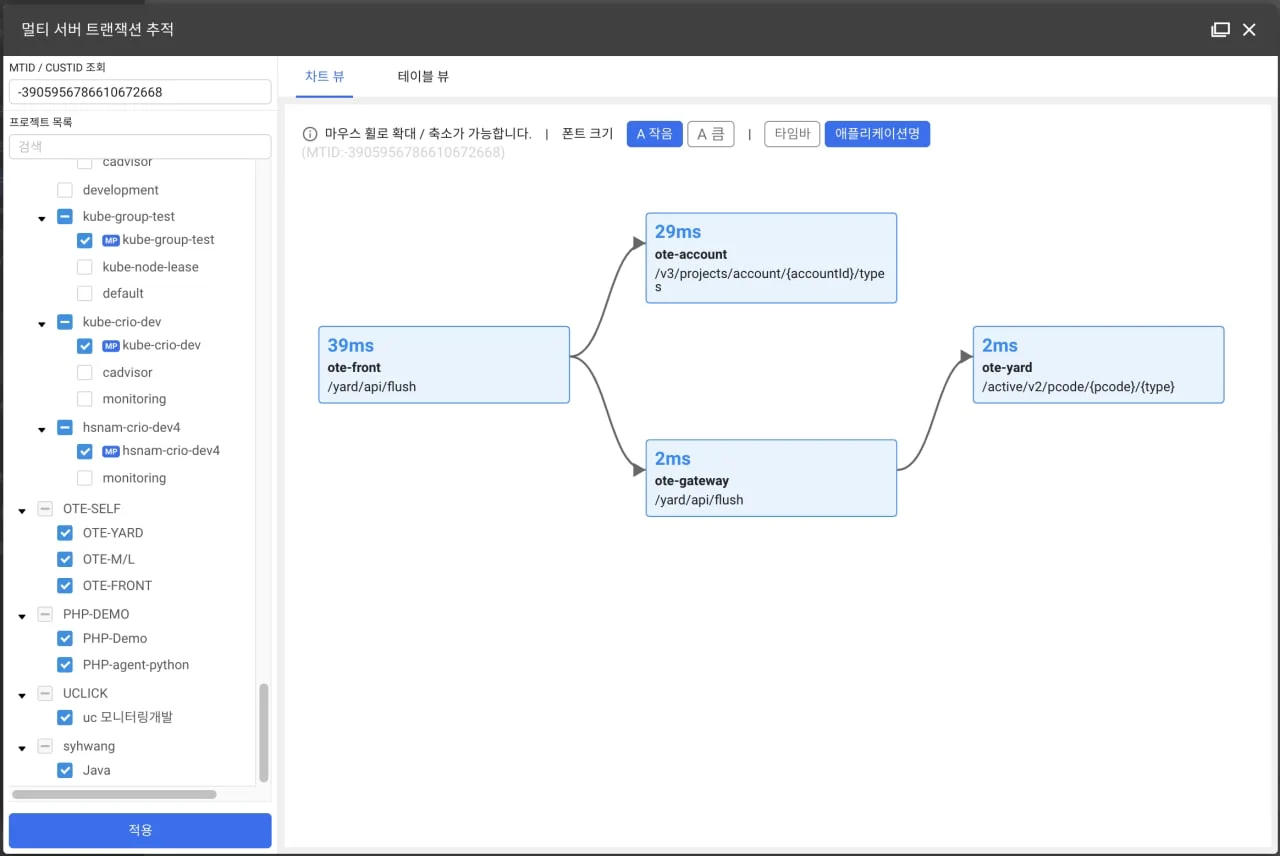 멀티 서버 트랜잭션 추적
MTID / CUSTID 조회
-3905956786610672668
프로젝트 목록
검색
cadvisor
development
kube-group-test
MP kube-group-test
kube-node-lease
default
kube-crio-dev
MP kube-crio-dev
cadvisor
monitoring
hsnam-crio-dev4
MP hsnam-crio-dev4
monitoring
OTE-SELF
OTE-YARD
OTE-M/L
OTE-FRONT
PHP-DEMO
PHP-Demo
PHP-agent-python
UCLICK
uc 모니터링개발
syhwang
Java
적용
차트 뷰 테이블 뷰
마우스 휠로 확대 / 축소가 가능합니다. | 폰트 크기 A 작음 A 큼 | 타임바 애플리케이션명
(MTID:-3905956786610672668)
39ms
ote-front
/yard/api/flush
29ms
ote-account
/v3/projects/account/{accountId}/type
s
2ms
ote-gateway
/yard/api/flush
2ms
ote-yard
/active/v2/pcode/{pcode}/{type}